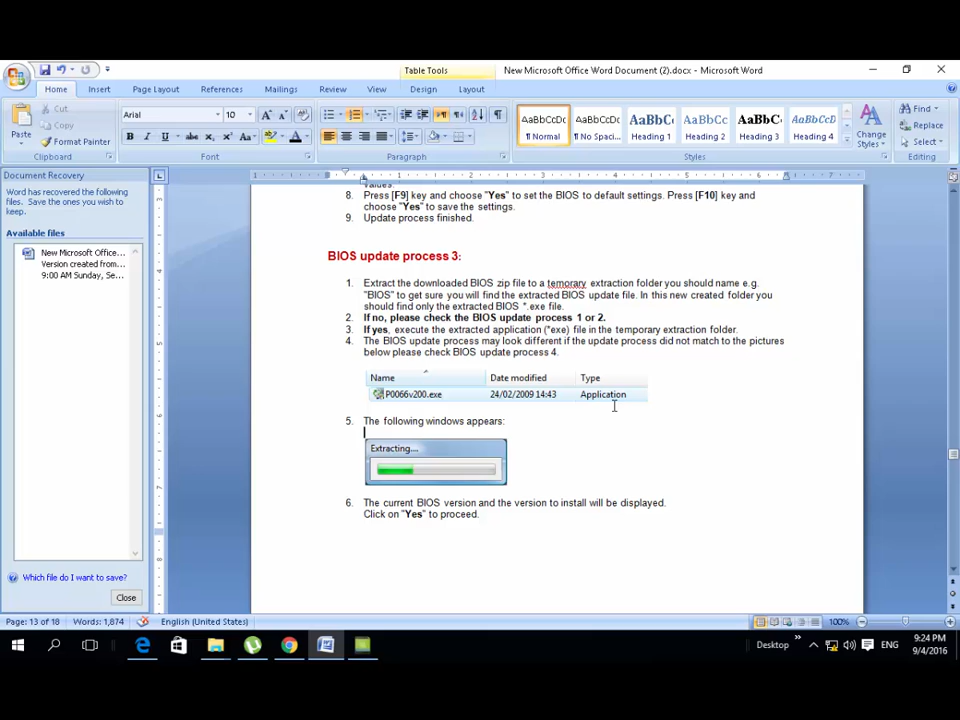 Table Tools
New Microsoft Office Word Document (2).docx - Microsoft Word
Home
Insert
Page Layout
References
Mailings
Review
View
Design
Layout
Paste
Cut
Copy
Format Painter
Clipboard
Arial
10
Font
Paragraph
AaBbCcDc
¶ Normal
AaBbCcDc
¶ No Spaci...
AaBbC
Heading 1
AaBbCc
Heading 2
AaBbC
Heading 3
AaBbCcI
Heading 4
Change
Styles
Styles
Find
Replace
Select
Editing
Document Recovery
Word has recovered the following
files. Save the ones you wish to
keep.
Available files
New Microsoft Office...
Version created from...
9:00 AM Sunday, Se...
Which file do I want to save?
Close
values.
8. Press [F9] key and choose "Yes" to set the BIOS to default settings. Press [F10] key and
choose "Yes" to save the settings.
9. Update process finished.
BIOS update process 3:
1. Extract the downloaded BIOS zip file to a temorary extraction folder you should name e.g.
"BIOS" to get sure you will find the extracted BIOS update file. In this new created folder you
should find only the extracted BIOS *.exe file.
2. If no, please check the BIOS update process 1 or 2.
3. If yes, execute the extracted application (*exe) file in the temporary extraction folder.
4. The BIOS update process may look different if the update process did not match to the pictures
below please check BIOS update process 4.
Name Date modified Type
P0066v200.exe 24/02/2009 14:43 Application
5. The following windows appears:
Extracting...
6. The current BIOS version and the version to install will be displayed.
Click on "Yes" to proceed.
Page: 13 of 18
Words: 1,874
English (United States)
100%
Desktop
ENG
9:24 PM
9/4/2016